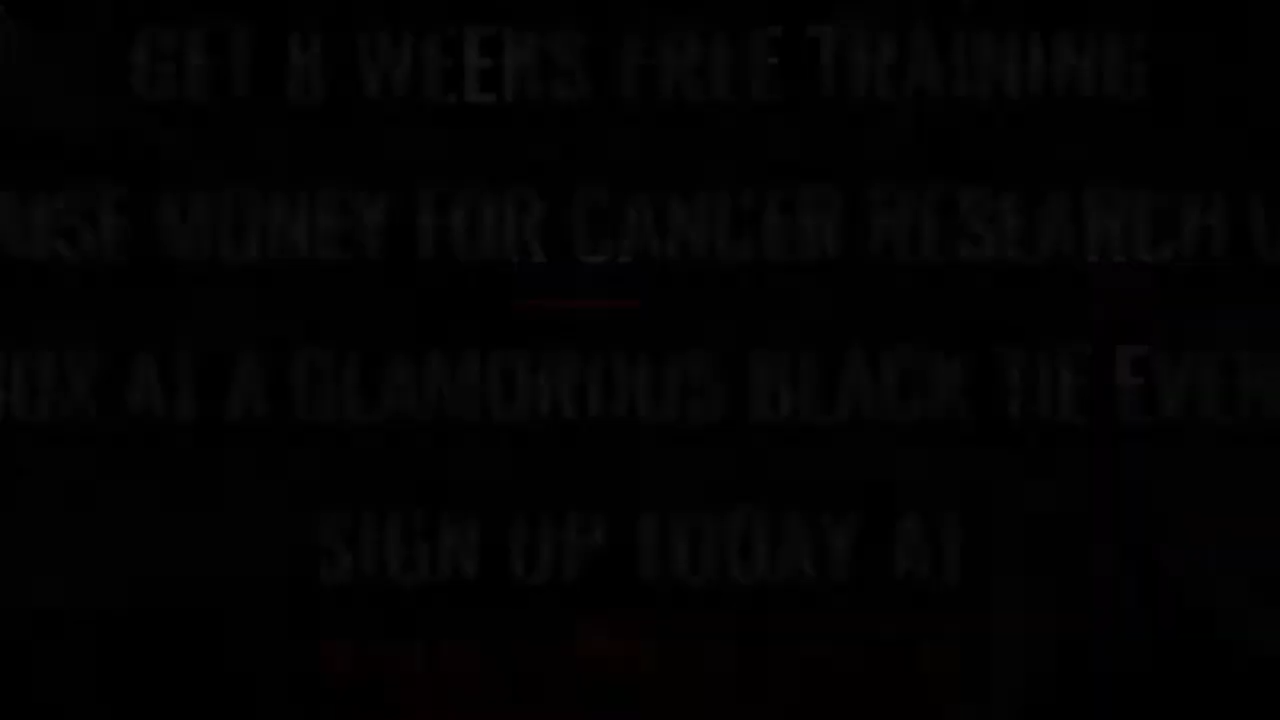 GET 8 WEEKS FREE TRAINING
MONEY FOR CANCER RESEARCH
AT A GLAMOROUS BLACK TIE
SIGN UP TODAY AT